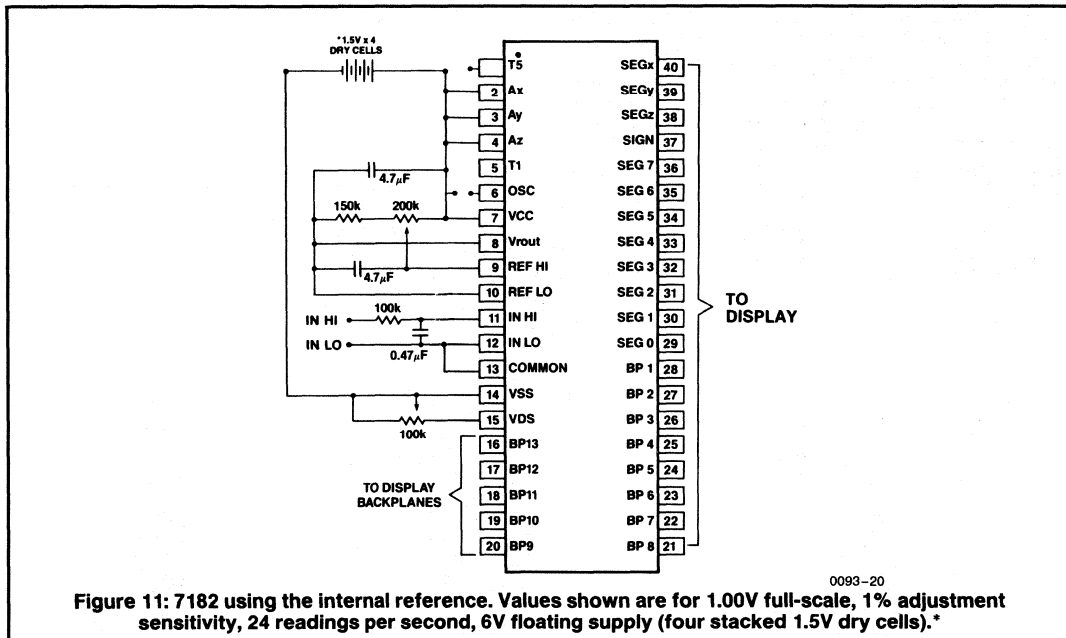 *1.5V x 4
DRY CELLS
T5
2 Ax
3 Ay
4 Az
5 T1
6 OSC
7 VCC
8 Vrout
9 REF HI
10 REF LO
11 IN HI
12 IN LO
13 COMMON
14 VSS
15 VDS
16 BP13
17 BP12
18 BP11
19 BP10
20 BP9
SEGx 40
SEGy 39
SEGz 38
SIGN 37
SEG 7 36
SEG 6 35
SEG 5 34
SEG 4 33
SEG 3 32
SEG 2 31
SEG 1 30
SEG 0 29
BP 1 28
BP 2 27
BP 3 26
BP 4 25
BP 5 24
BP 6 23
BP 7 22
BP 8 21
4.7μF
150k
200k
4.7μF
100k
IN HI
IN LO
0.47μF
100k
TO DISPLAY
BACKPLANES
TO
DISPLAY
0093-20
Figure 11: 7182 using the internal reference. Values shown are for 1.00V full-scale, 1% adjustment
sensitivity, 24 readings per second, 6V floating supply (four stacked 1.5V dry cells).*